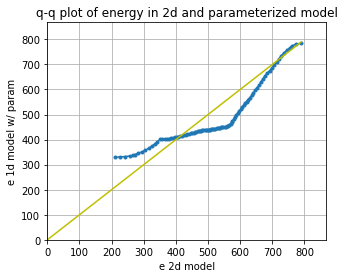 q-q plot of energy in 2d and parameterized model
800
700
600
500
400
300
200
100
0
e 1d model w/ param
0 100 200 300 400 500 600 700 800
e 2d model